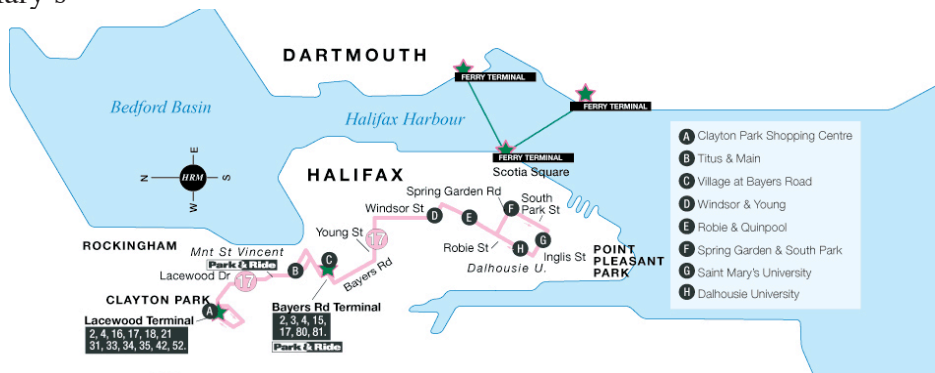 DARTMOUTH
FERRY TERMINAL
FERRY TERMINAL
Bedford Basin
Halifax Harbour
FERRY TERMINAL
Scotia Square
E
N HRM S
W
HALIFAX
Spring Garden Rd
South
Park St
Windsor St
D
E
F
G
H
Robie St
Inglis St
Dalhousie U.
POINT
PLEASANT
PARK
Young St
17
Bayers Rd
ROCKINGHAM
Mnt St Vincent
Park & Ride
Lacewood Dr
17
B
C
CLAYTON PARK
A
Lacewood Terminal
2, 4, 16, 17, 18, 21
31, 33, 34, 35, 42, 52.
Bayers Rd Terminal
2, 3, 4, 15,
17, 80, 81.
Park & Ride
A Clayton Park Shopping Centre
B Titus & Main
C Village at Bayers Road
D Windsor & Young
E Robie & Quinpool
F Spring Garden & South Park
G Saint Mary's University
H Dalhousie University